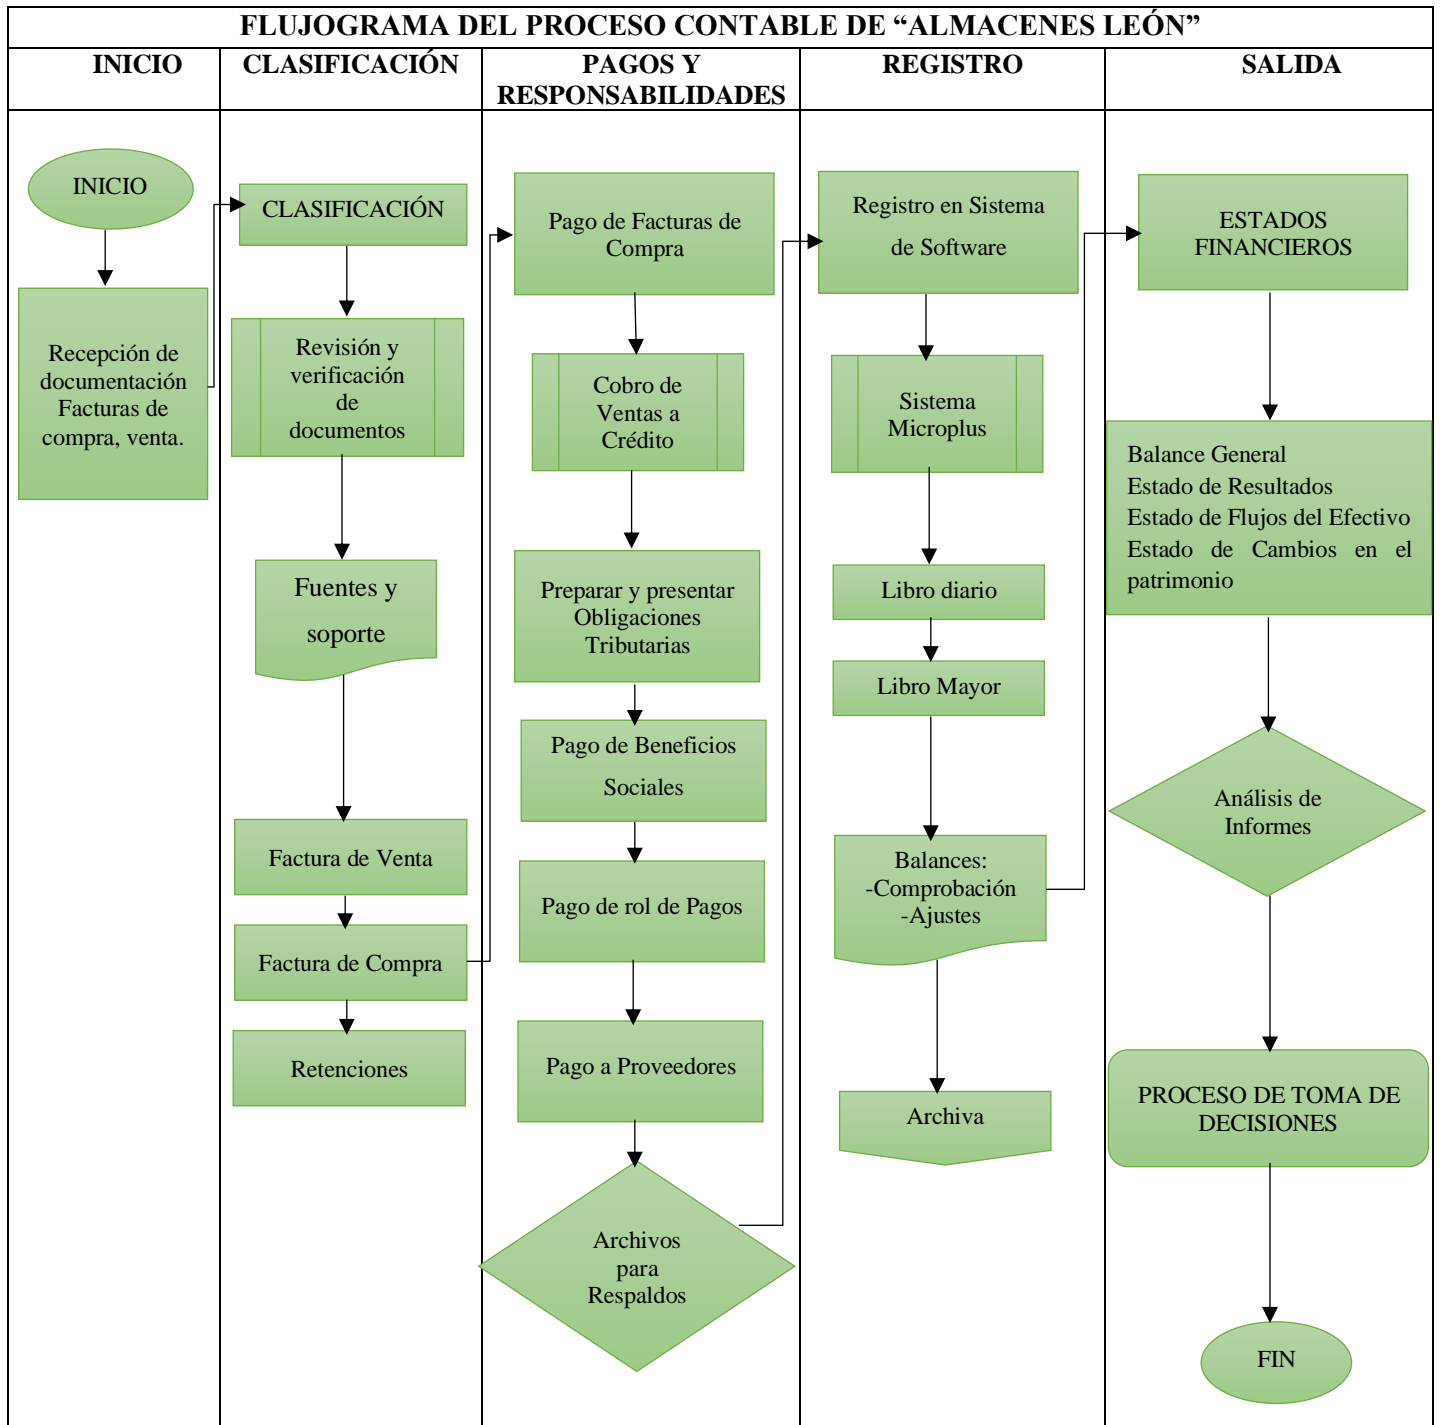 FLUJOGRAMA DEL PROCESO CONTABLE DE “ALMACENES LEÓN”
INICIO
CLASIFICACIÓN
PAGOS Y
RESPONSABILIDADES
REGISTRO
SALIDA
INICIO
Recepción de
documentación
Facturas de
compra, venta.
CLASIFICACIÓN
Revisión y
verificación
de
documentos
Fuentes y
soporte
Factura de Venta
Factura de Compra
Retenciones
Pago de Facturas de
Compra
Cobro de
Ventas a
Crédito
Preparar y presentar
Obligaciones
Tributarias
Pago de Beneficios
Sociales
Pago de rol de Pagos
Pago a Proveedores
Archivos
para
Respaldos
Registro en Sistema
de Software
Sistema
Microplus
Libro diario
Libro Mayor
Balances:
-Comprobación
-Ajustes
Archiva
ESTADOS
FINANCIEROS
Balance General
Estado de Resultados
Estado de Flujos del Efectivo
Estado de Cambios en el
patrimonio
Análisis de
Informes
PROCESO DE TOMA DE
DECISIONES
FIN